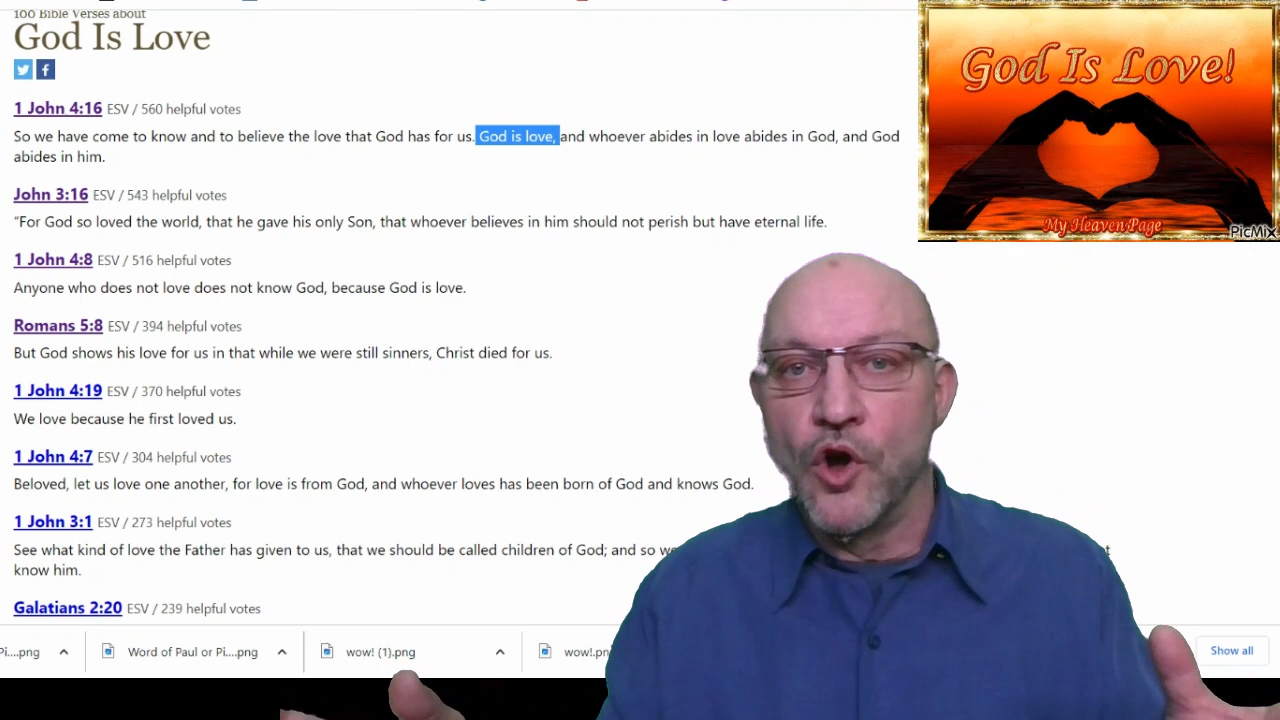 100 Bible Verses about
God Is Love
1 John 4:16 ESV / 560 helpful votes
So we have come to know and to believe the love that God has for us. God is love, and whoever abides in love abides in God, and God
abides in him.
John 3:16 ESV / 543 helpful votes
“For God so loved the world, that he gave his only Son, that whoever believes in him should not perish but have eternal life.
1 John 4:8 ESV / 516 helpful votes
Anyone who does not love does not know God, because God is love.
Romans 5:8 ESV / 394 helpful votes
But God shows his love for us in that while we were still sinners, Christ died for us.
1 John 4:19 ESV / 370 helpful votes
We love because he first loved us.
1 John 4:7 ESV / 304 helpful votes
Beloved, let us love one another, for love is from God, and whoever loves has been born of God and knows God.
1 John 3:1 ESV / 273 helpful votes
See what kind of love the Father has given to us, that we should be called children of God; and so
know him.
Galatians 2:20 ESV / 239 helpful votes
Pi....png
Word of Paul or Pi....png
wow! (1).png
wow!.pn
Show all
God Is Love!
My Heaven Page
PicMix